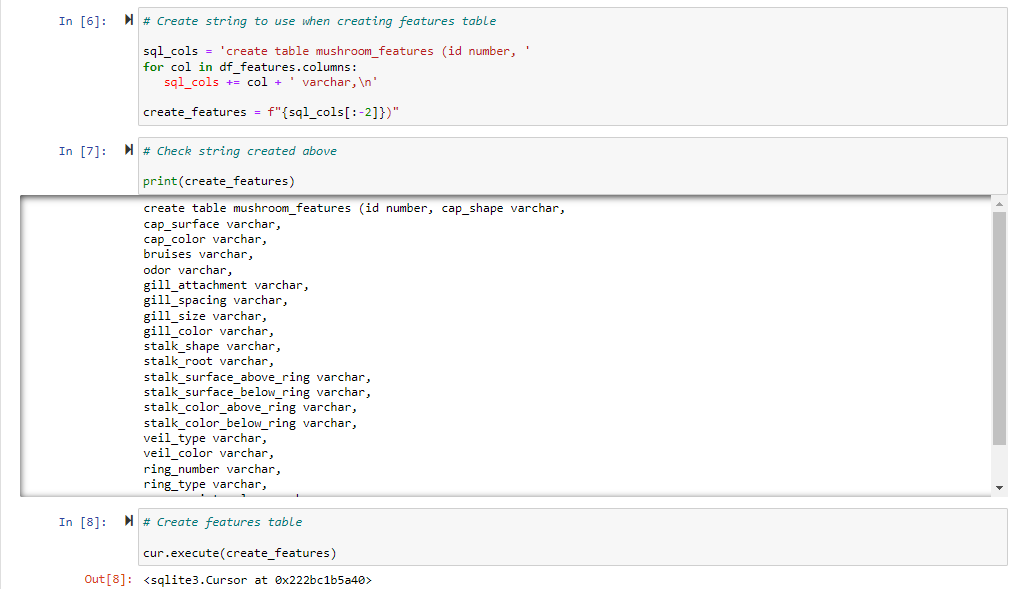 In [6]: # Create string to use when creating features table
sql_cols = 'create table mushroom_features (id number, '
for col in df_features.columns:
sql_cols += col + ' varchar,\n'
create_features = f"{sql_cols[:-2]})"
In [7]: # Check string created above
print(create_features)
create table mushroom_features (id number, cap_shape varchar,
cap_surface varchar,
cap_color varchar,
bruises varchar,
odor varchar,
gill_attachment varchar,
gill_spacing varchar,
gill_size varchar,
gill_color varchar,
stalk_shape varchar,
stalk_root varchar,
stalk_surface_above_ring varchar,
stalk_surface_below_ring varchar,
stalk_color_above_ring varchar,
stalk_color_below_ring varchar,
veil_type varchar,
veil_color varchar,
ring_number varchar,
ring_type varchar,
In [8]: # Create features table
cur.execute(create_features)
Out[8]: <sqlite3.Cursor at 0x222bc1b5a40>